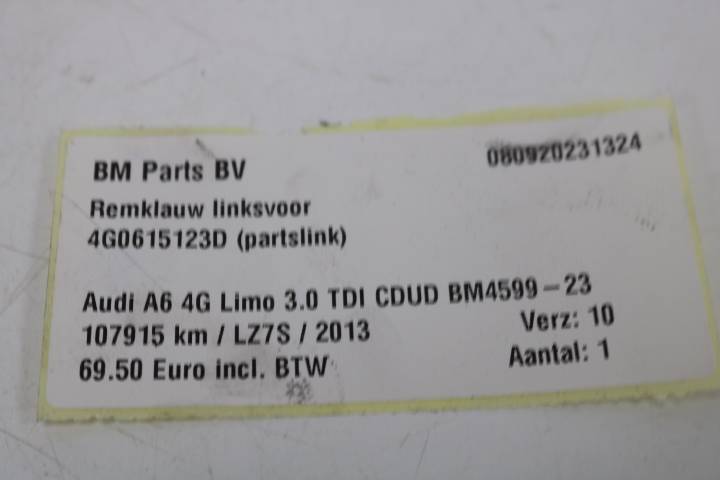 BM Parts BV
080920231324
Remklauw linksvoor
4G0615123D (partslink)
Audi A6 4G Limo 3.0 TDI CDUD BM4599-23
107915 km / LZ7S / 2013
Verz: 10
69.50 Euro incl. BTW
Aantal: 1